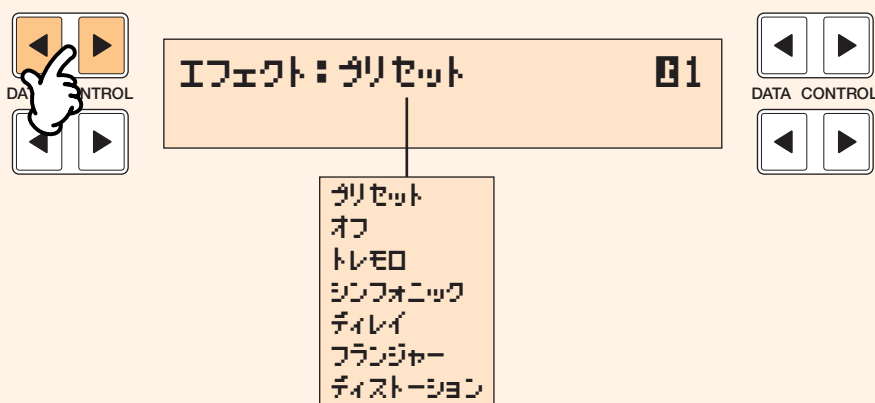 エフェクト:プリセット 1
DATA CONTROL
DATA CONTROL
プリセット
オフ
トレモロ
シンフォニック
ディレイ
フランジャー
ディストーション